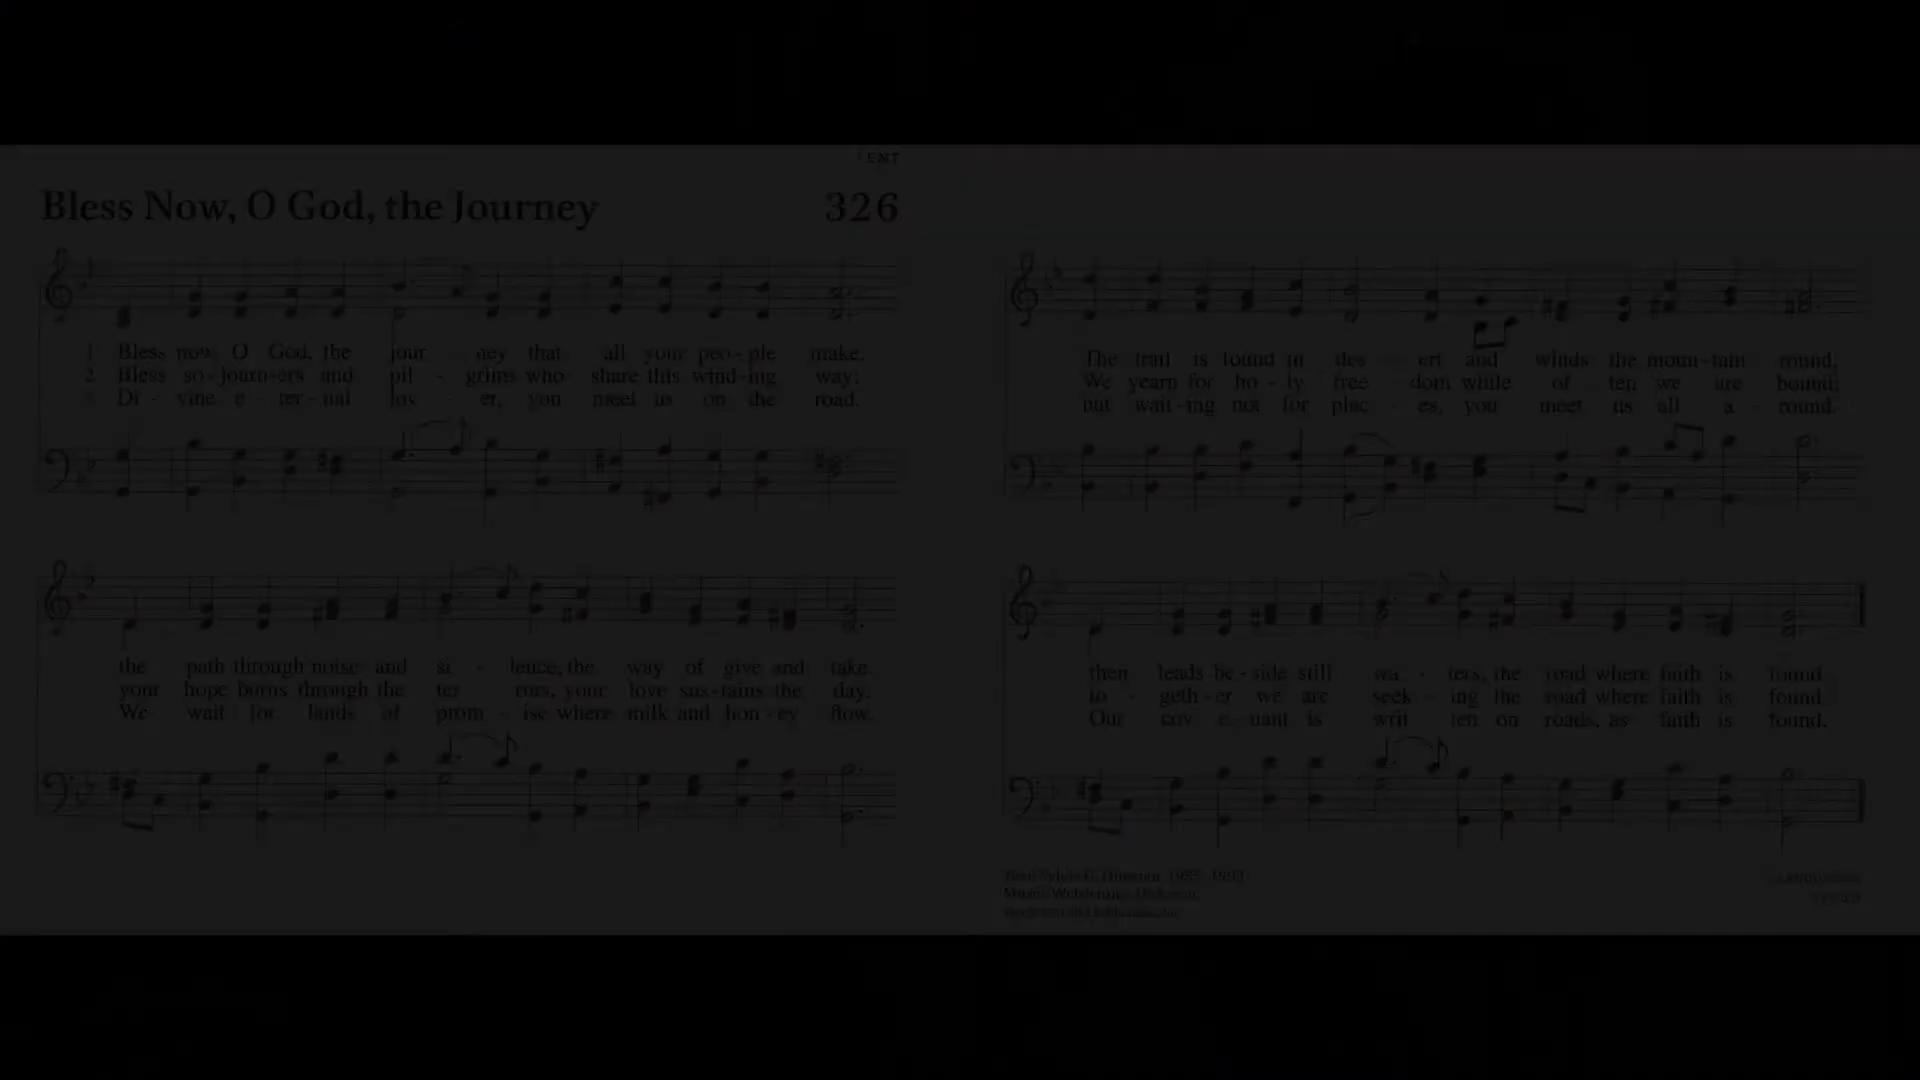 LENT
Bless Now, O God, the Journey 326
1 Bless now, O God, the jour - ney that all your peo - ple make,
2 Bless so - journ - ers and pil - grims who share this wind - ing way;
3 Di - vine e - ter - nal lov - er, you meet us on the road.
the path through noise and si - lence, the way of give and take.
your hope burns through the ter - rors, your love sus - tains the day.
We wait for lands of prom - ise where milk and hon - ey flow,
The trail is found in des - ert and winds the moun - tain round,
We yearn for ho - ly free - dom while of - ten we are bound;
but wait - ing not for plac - es, you meet us all a - round.
then leads be - side still wa - ters, the road where faith is found.
to - geth - er we are seek - ing the road where faith is found.
Our cov - e - nant is writ - ten on roads, as faith is found.